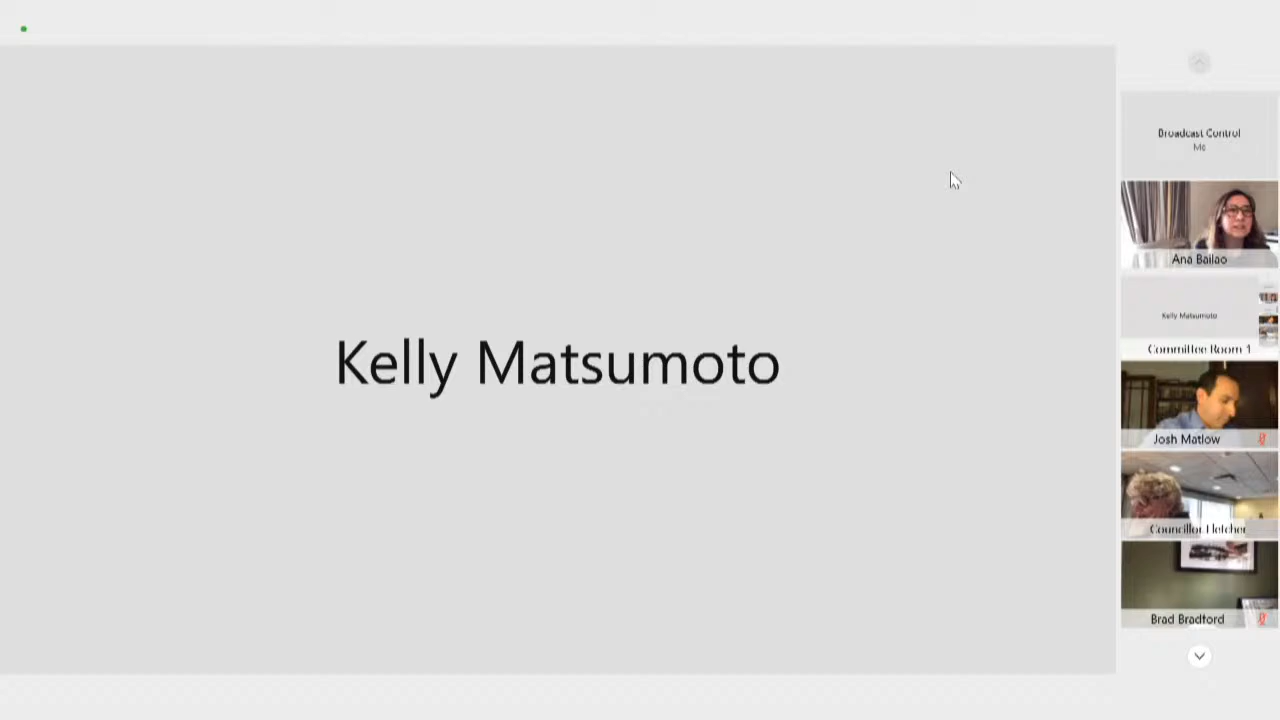 Kelly Matsumoto
Broadcast Control
Me
Ana Bailao
Kelly Matsumoto
Committee Room 1
Josh Matlow
Councillor Fletcher
Brad Bradford